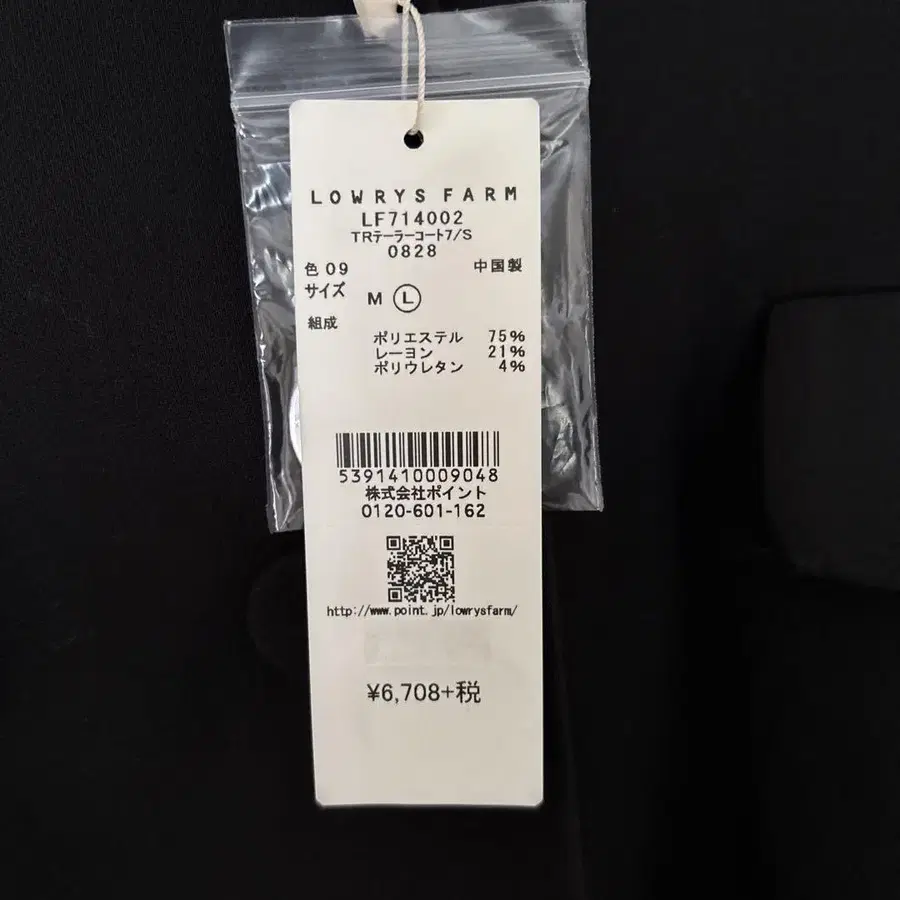 LOWRYS FARM
LF714002
TRテーラーコート7/S
0828
色 09 中国製
サイズ M L
組成
ポリエステル 75%
レーヨン 21%
ポリウレタン 4%
5391410009048
株式会社ポイント
0120-601-162
http://www.point.jp/lowrysfarm/
¥6,708+税